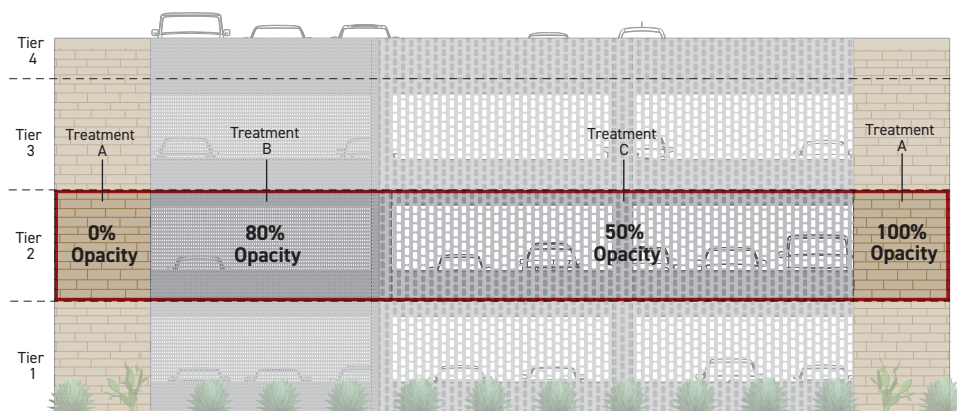 Tier
4
Tier
3
Treatment
A
Treatment
B
Treatment
C
Treatment
A
Tier
2
0%
Opacity
80%
Opacity
50%
Opacity
100%
Opacity
Tier
1